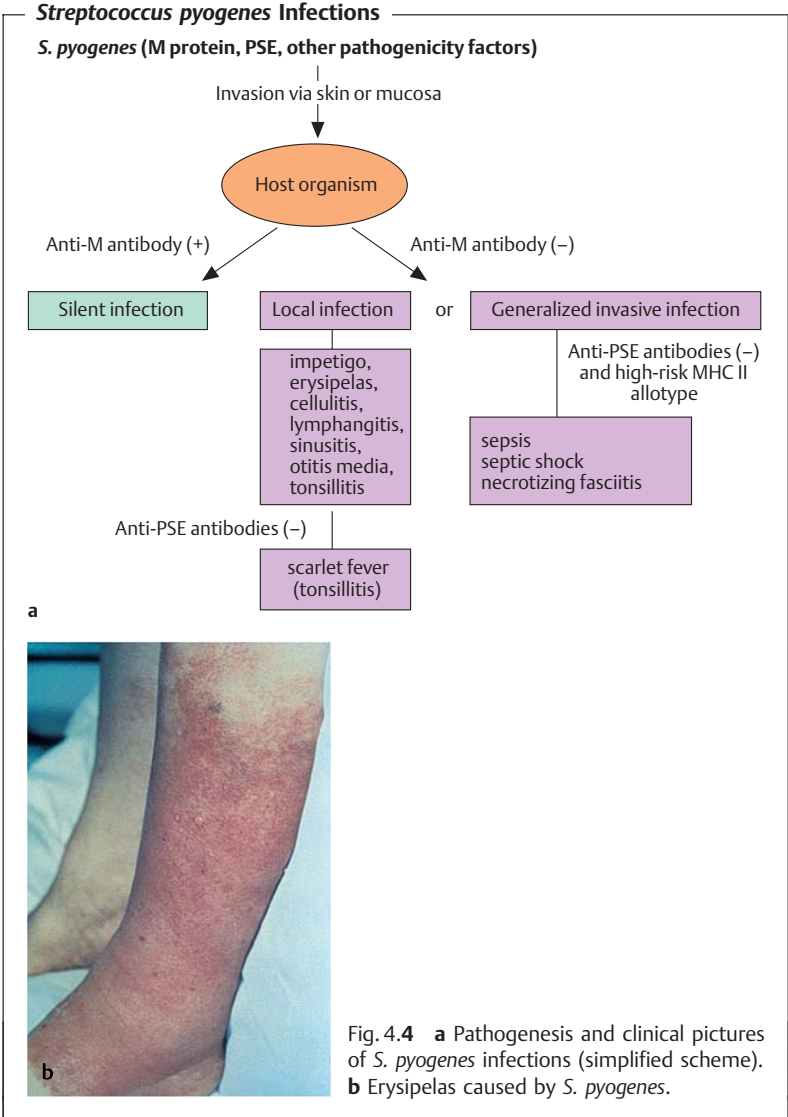 Streptococcus pyogenes Infections
S. pyogenes (M protein, PSE, other pathogenicity factors)
Invasion via skin or mucosa
Host organism
Anti-M antibody (+)
Anti-M antibody (–)
Silent infection
Local infection
or
Generalized invasive infection
impetigo,
erysipelas,
cellulitis,
lymphangitis,
sinusitis,
otitis media,
tonsillitis
Anti-PSE antibodies (–)
and high-risk MHC II
allotype
sepsis
septic shock
necrotizing fasciitis
Anti-PSE antibodies (–)
scarlet fever
(tonsillitis)
a
b
Fig. 4.4 a Pathogenesis and clinical pictures
of S. pyogenes infections (simplified scheme).
b Erysipelas caused by S. pyogenes.